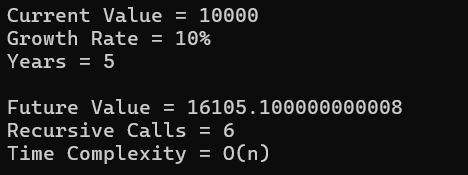 Current Value = 10000
Growth Rate = 10%
Years = 5
Future Value = 16105.100000000008
Recursive Calls = 6
Time Complexity = O(n)